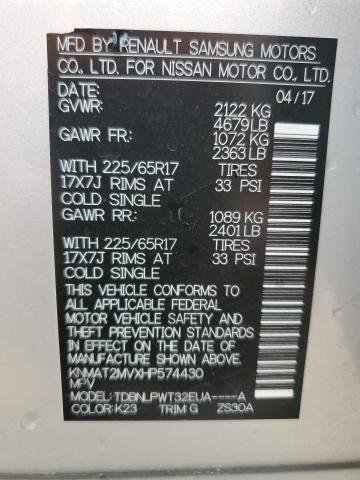 MFD BY RENAULT SAMSUNG MOTORS
CO., LTD. FOR NISSAN MOTOR CO., LTD.
DATE: 04/17
GVWR: 2122 KG
4679 LB
GAWR FR: 1072 KG
2363 LB
WITH 225/65R17 TIRES
17X7J RIMS AT 33 PSI
COLD SINGLE
GAWR RR: 1089 KG
2401 LB
WITH 225/65R17 TIRES
17X7J RIMS AT 33 PSI
COLD SINGLE
THIS VEHICLE CONFORMS TO
ALL APPLICABLE FEDERAL
MOTOR VEHICLE SAFETY AND
THEFT PREVENTION STANDARDS
IN EFFECT ON THE DATE OF
MANUFACTURE SHOWN ABOVE.
KNMAT2MVXHP574430
MPV
MODEL: TDBNLPWT32EUA----A
COLOR: K23 TRIM G ZS30A